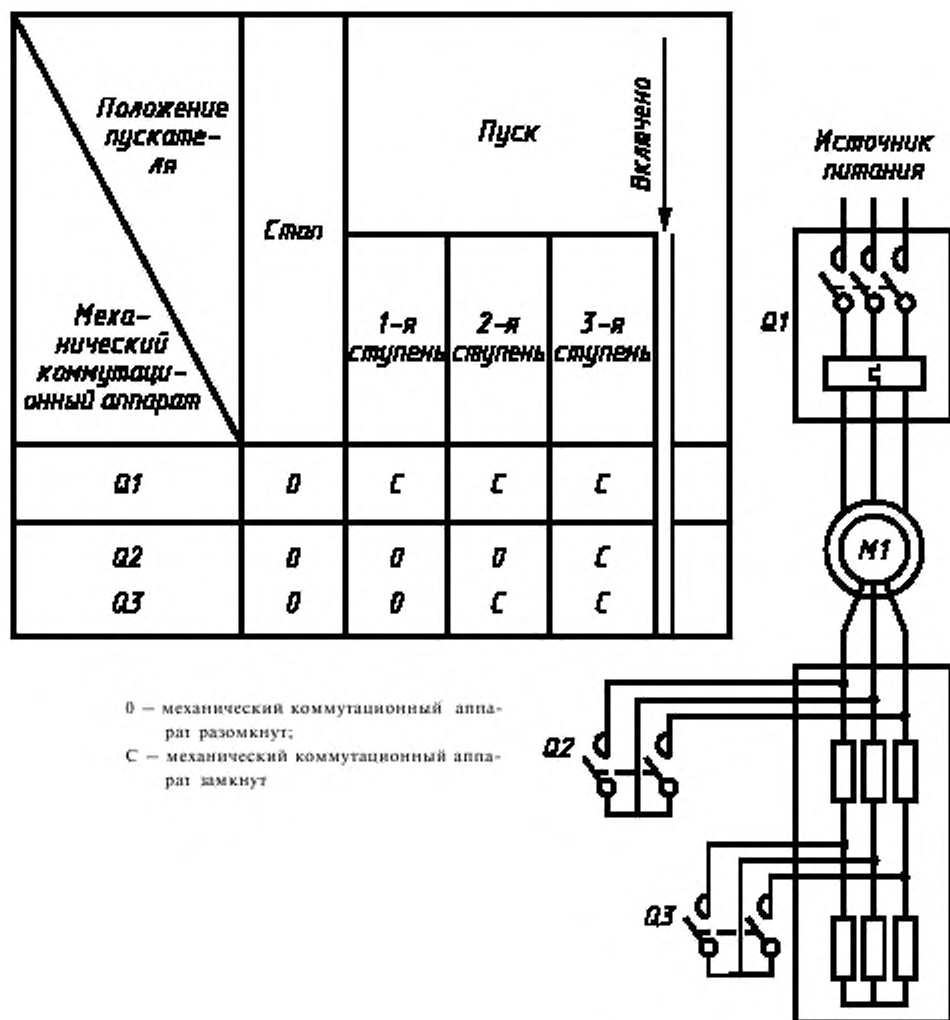 Положение
пускате-
ля
Меха-
нический
коммутаци-
онный аппарат
Стоп
Пуск
Включено
1-я
ступень
2-я
ступень
3-я
ступень
Q1 0 C C C
Q2 0 0 0 C
Q3 0 0 C C
0 – механический коммутационный аппа-
рат разомкнут;
C – механический коммутационный аппа-
рат замкнут
Источник
питания
Q1
M1
Q2
Q3